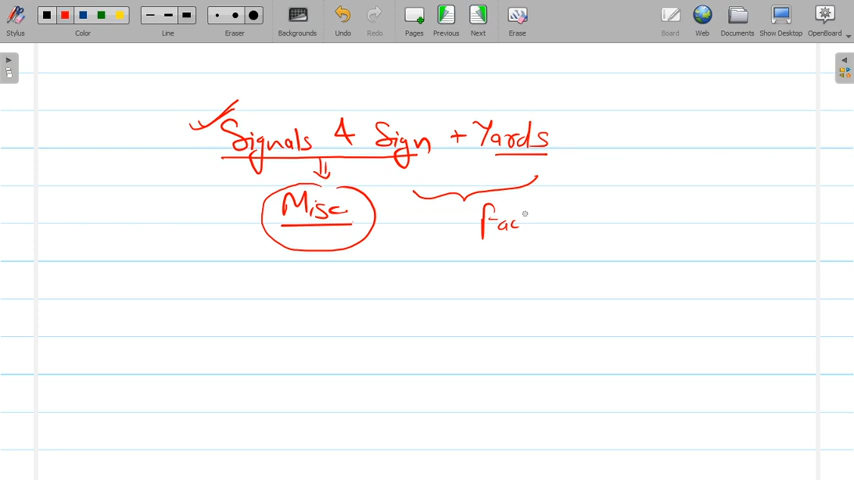 Stylus Color Line Eraser Backgrounds Undo Redo Pages Previous Next Erase Board Web Documents Show Desktop OpenBoard
Signals & Sign + Yards
Misc
Fac